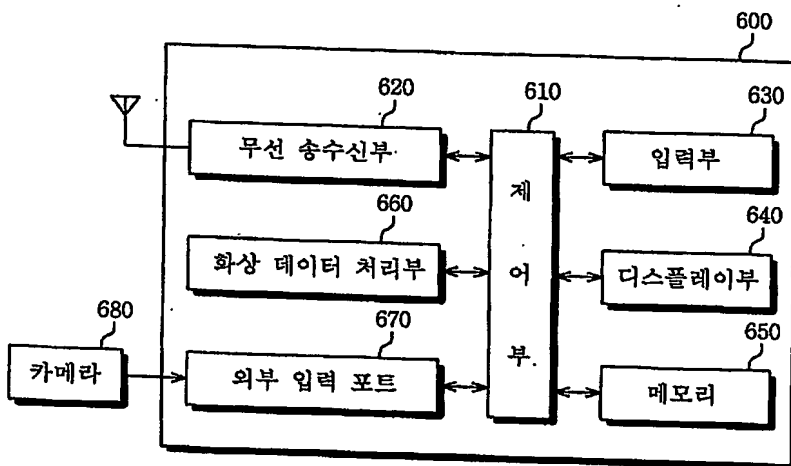 600
620
610
630
무선 송수신부
제
어
부
입력부
660
640
화상 데이터 처리부
디스플레이부
680
670
650
카메라
외부 입력 포트
메모리